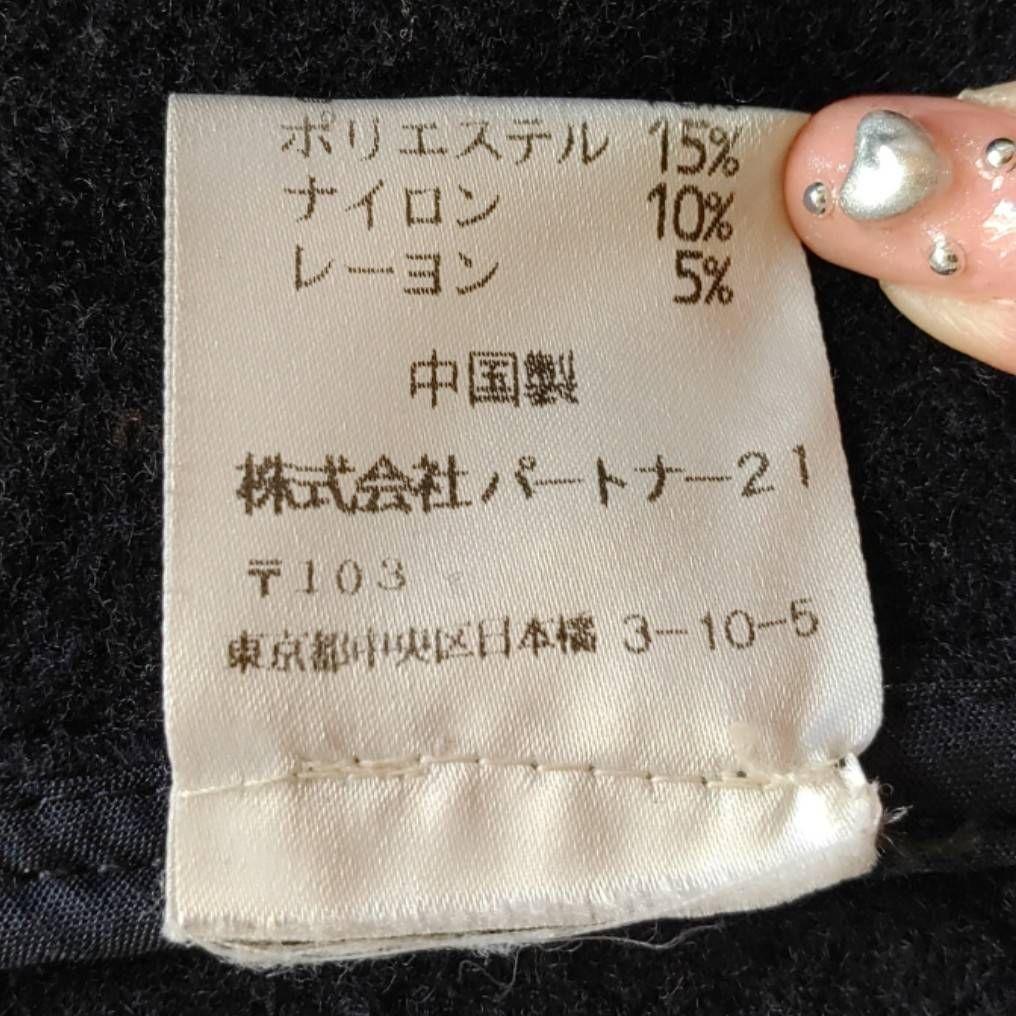 ポリエステル 15%
ナイロン 10%
レーヨン 5%
中国製
株式会社パートナー21
〒103
東京都中央区日本橋 3-10-5